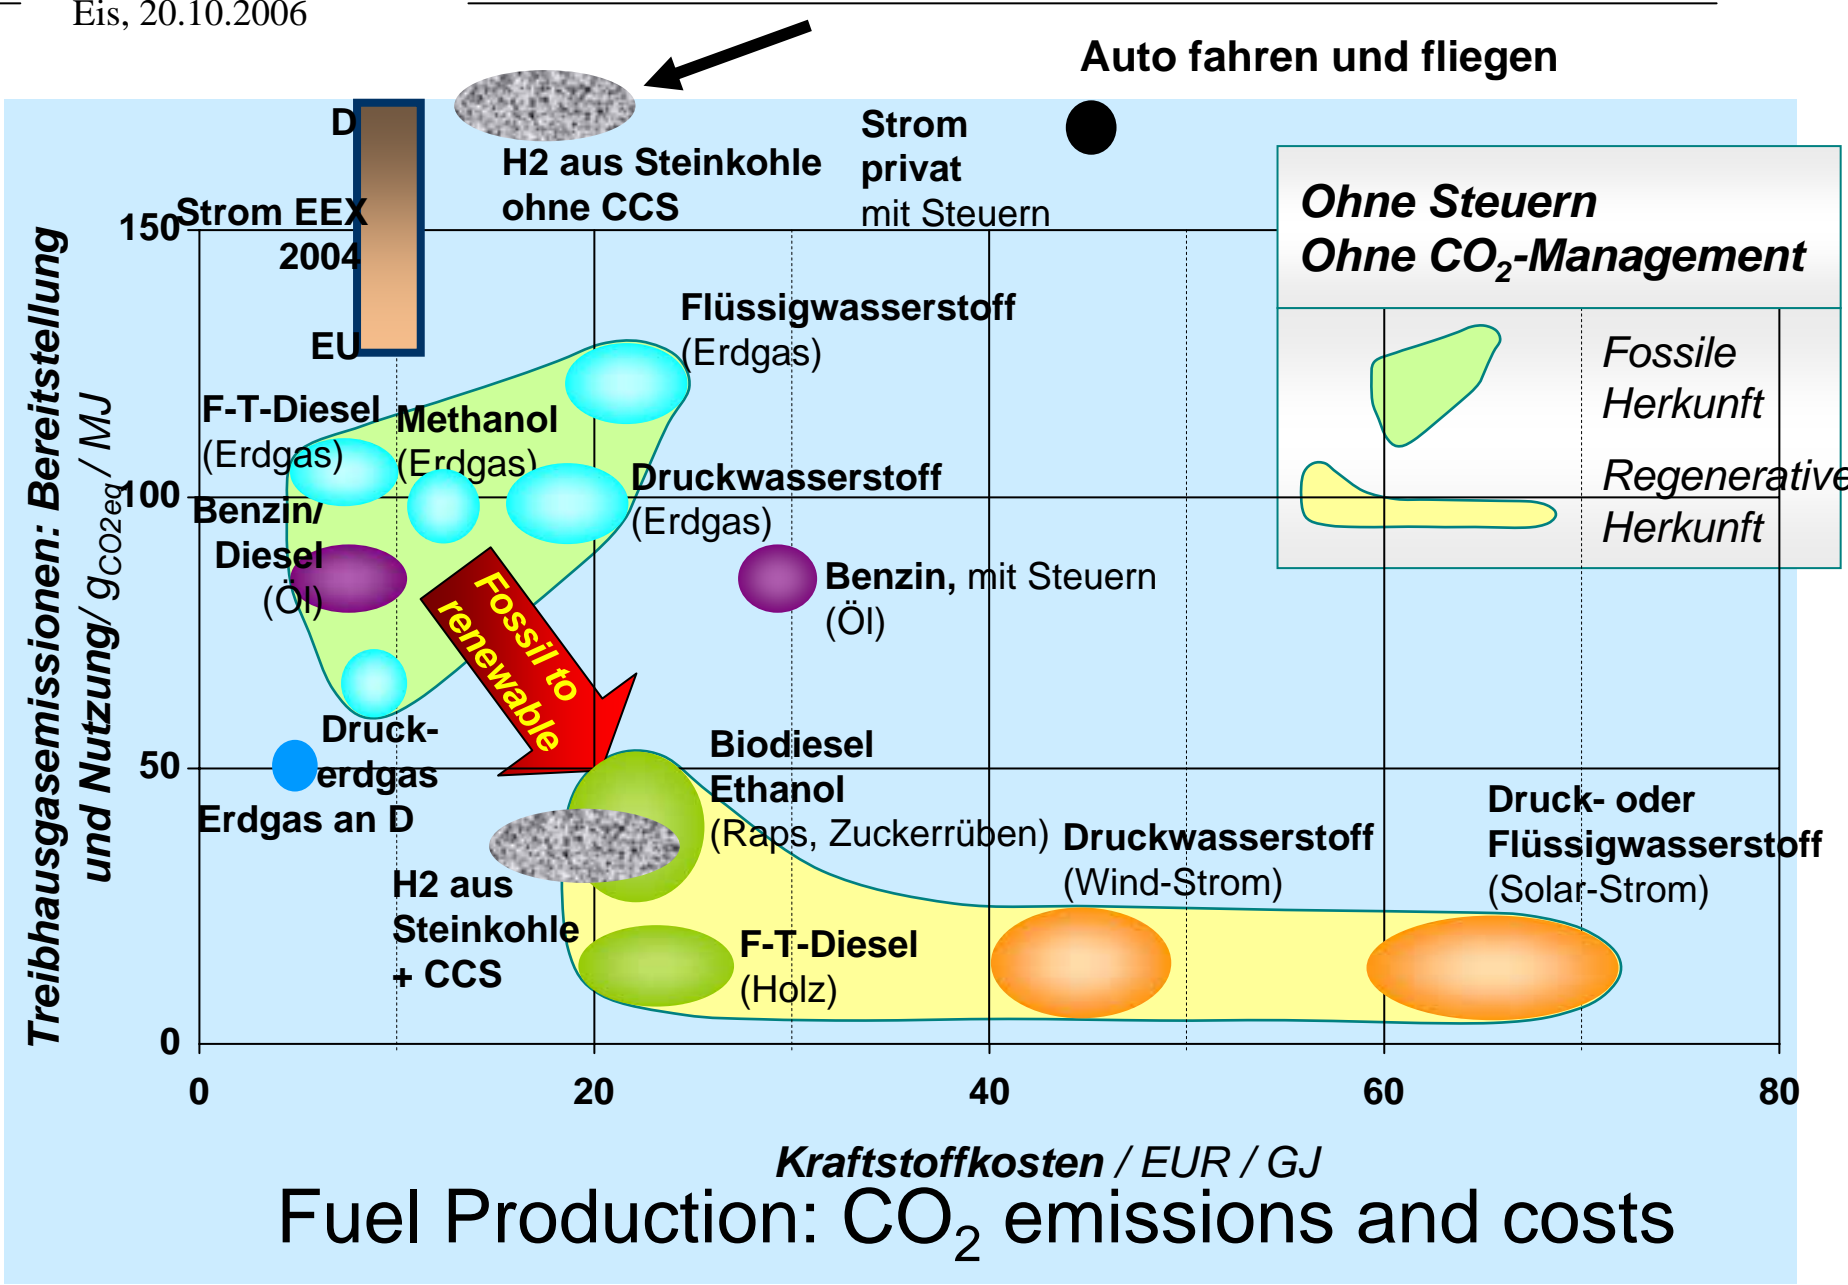 Eis, 20.10.2006
Auto fahren und fliegen
D
Strom
privat
mit Steuern
H2 aus Steinkohle
ohne CCS
Ohne Steuern
Ohne CO2-Management
Strom EEX
2004
150
EU
Flüssigwasserstoff
(Erdgas)
Fossile
Herkunft
Regenerative
Herkunft
F-T-Diesel
(Erdgas)
Methanol
(Erdgas)
Druckwasserstoff
(Erdgas)
100
Benzin/
Diesel
(Öl)
Benzin, mit Steuern
(Öl)
Fossil to
renewable
Treibhausgasemissionen: Bereitstellung
und Nutzung/ gCO2eq / MJ
Druck-
erdgas
50
Erdgas an D
Biodiesel
Ethanol
(Raps, Zuckerrüben)
Druckwasserstoff
(Wind-Strom)
Druck- oder
Flüssigwasserstoff
(Solar-Strom)
H2 aus
Steinkohle
+ CCS
F-T-Diesel
(Holz)
0
0 20 40 60 80
Kraftstoffkosten / EUR / GJ
Fuel Production: CO2 emissions and costs